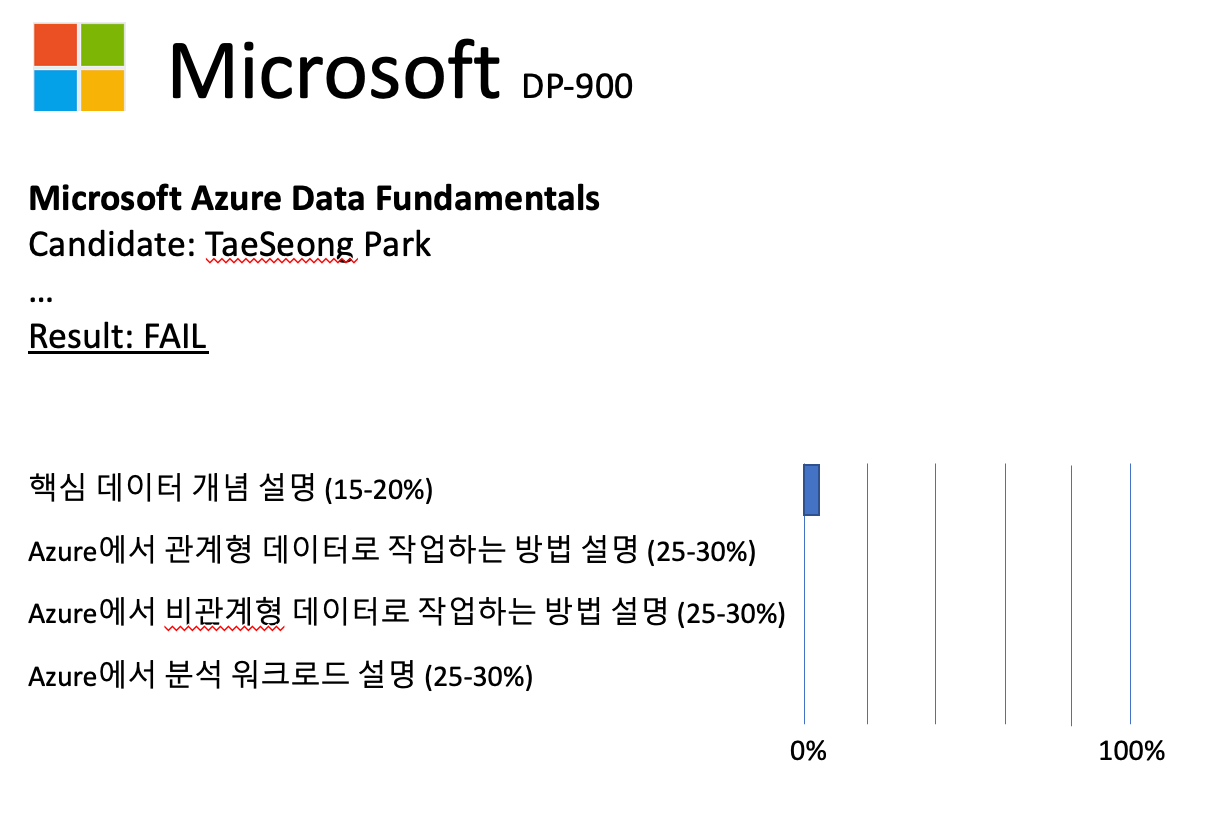 Microsoft DP-900
Microsoft Azure Data Fundamentals
Candidate: TaeSeong Park
...
Result: FAIL
핵심 데이터 개념 설명 (15-20%)
Azure에서 관계형 데이터로 작업하는 방법 설명 (25-30%)
Azure에서 비관계형 데이터로 작업하는 방법 설명 (25-30%)
Azure에서 분석 워크로드 설명 (25-30%)
0% 100%